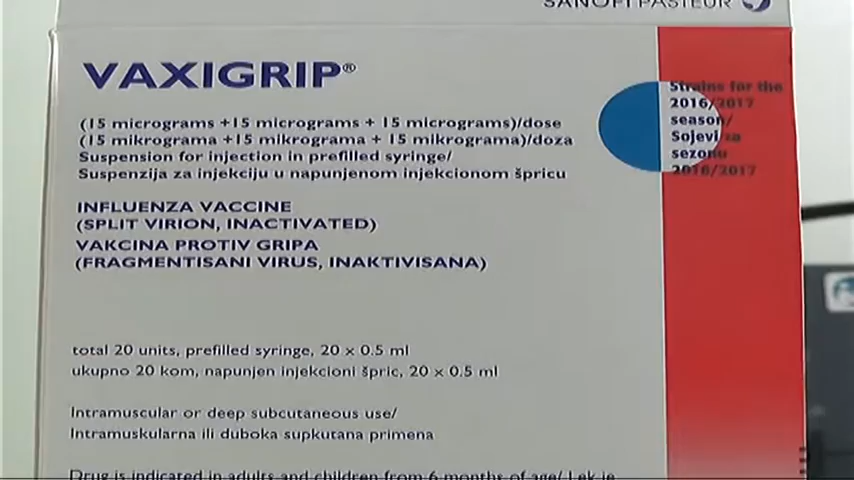 SANOFI PASTEUR
VAXIGRIP®
Strains for the
2016/2017
season/
Sojevi za
sezonu
2016/2017
(15 micrograms +15 micrograms + 15 micrograms)/dose
(15 mikrograma +15 mikrograma + 15 mikrograma)/doza
Suspension for injection in prefilled syringe/
Suspenzija za injekciju u napunjenom injekcionom špricu
INFLUENZA VACCINE
(SPLIT VIRION, INACTIVATED)
VAKCINA PROTIV GRIPA
(FRAGMENTISANI VIRUS, INAKTIVISANA)
total 20 units, prefilled syringe, 20 x 0.5 ml
ukupno 20 kom, napunjen injekcioni špric, 20 x 0.5 ml
Intramuscular or deep subcutaneous use/
Intramuskularna ili duboka supkutana primena
Drug is indicated in adults and children from 6 months of age/ Lek je